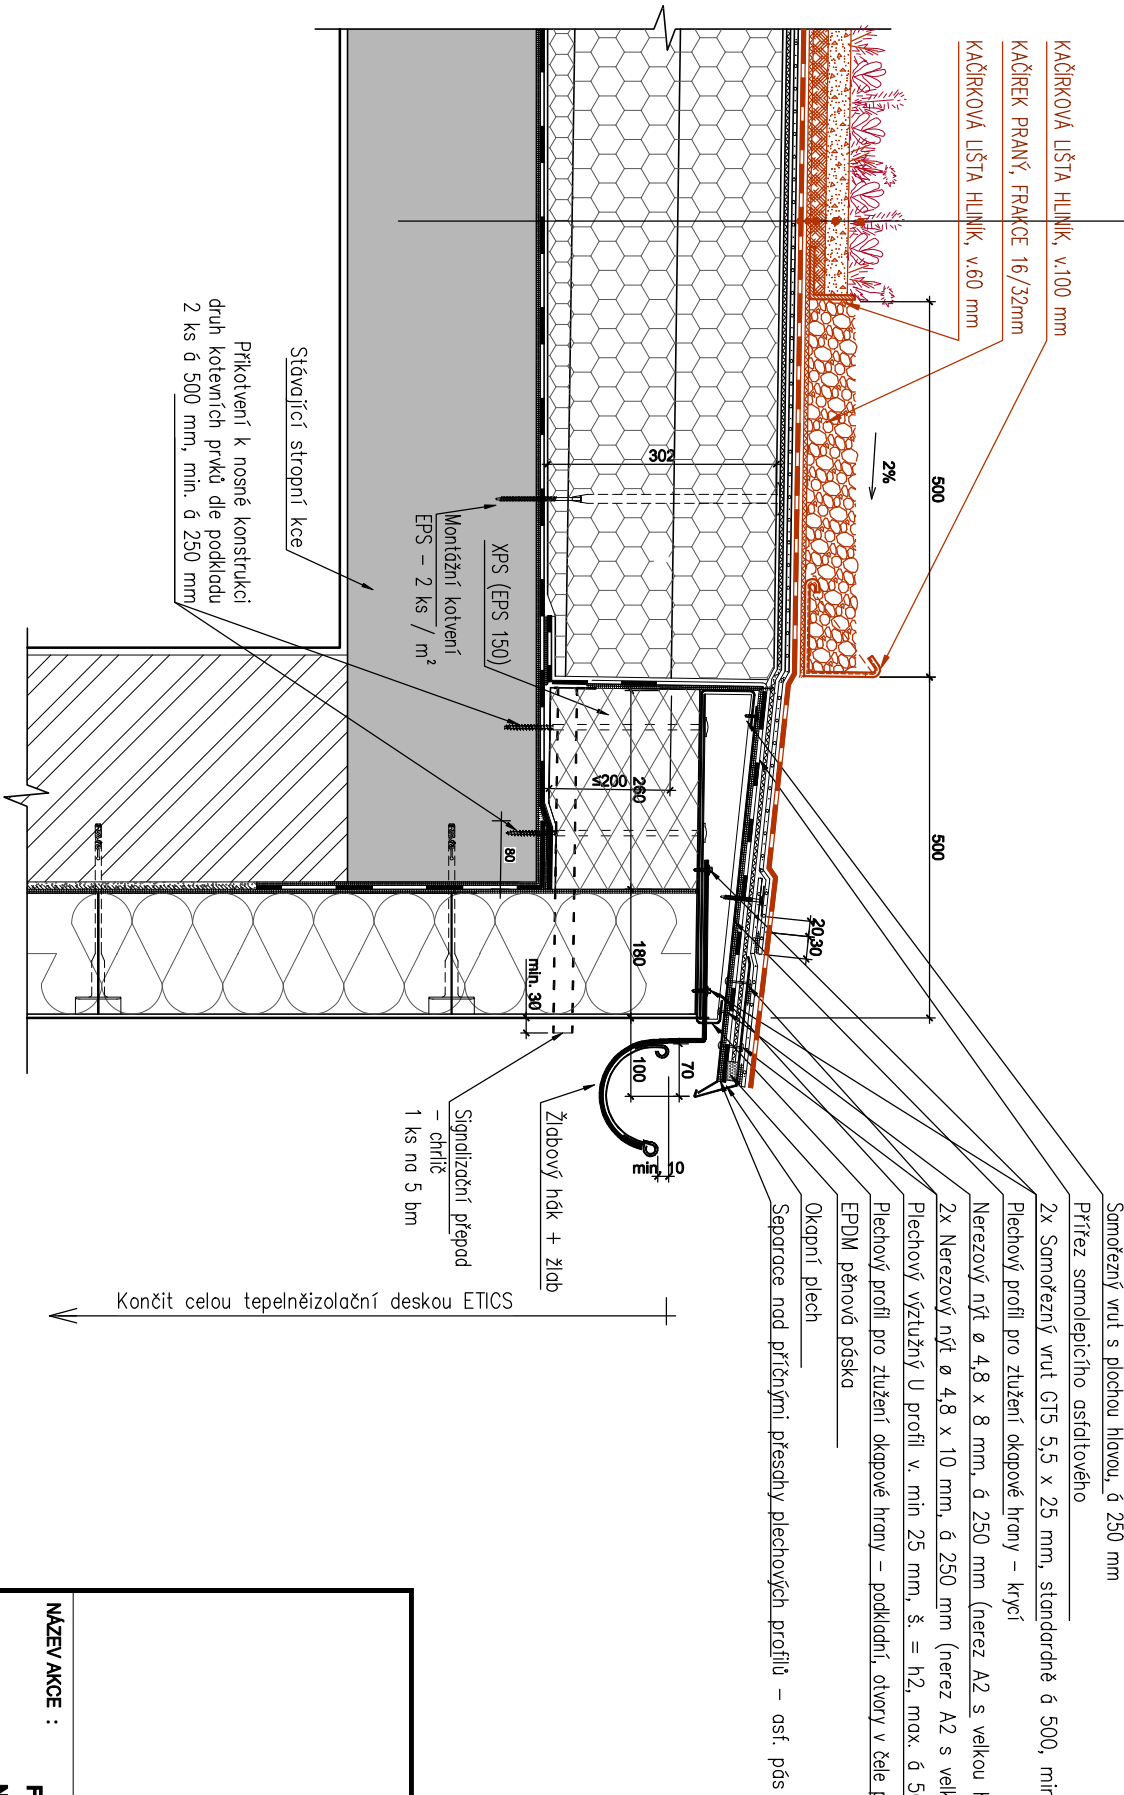 KAČÍRKOVÁ LIŠTA HLINÍK, v.100 mm
KAČÍREK PRANÝ, FRAKCE 16/32mm
KAČÍRKOVÁ LIŠTA HLINÍK, v.60 mm
500
500
2%
302
XPS (EPS 150)
Montážní kotvení
EPS - 2 ks / m²
Stávající stropní kce
Přikotvení k nosné konstrukci
druh kotevních prvků dle podkladu
2 ks á 500 mm, min. á 250 mm
≤200
260
80
20
30
180
min. 30
100
70
min. 10
Samořezný vrut s plochou hlavou, á 250 mm
Přířez samolepicího asfaltového
2x Samořezný vrut GT5 5,5 x 25 mm, standardně á 500, min
Plechový profil pro ztužení okapové hrany - krycí
Nerezový nýt ø 4,8 x 8 mm, á 250 mm (nerez A2 s velkou
2x Nerezový nýt ø 4,8 x 10 mm, á 250 mm (nerez A2 s
Plechový výztužný U profil v. min 25 mm, š. = h2, max. á
Plechový profil pro ztužení okapové hrany - podkladní, otvory v čele
EPDM pěnová páska
Okapní plech
Separace nad příčnými přesahy plechových profilů - asf. pás
Žlabový hák + žlab
Signalizační přepad
- chrlič
1 ks na 5 bm
Končit celou tepelněizolační deskou ETICS
NÁZEV AKCE :